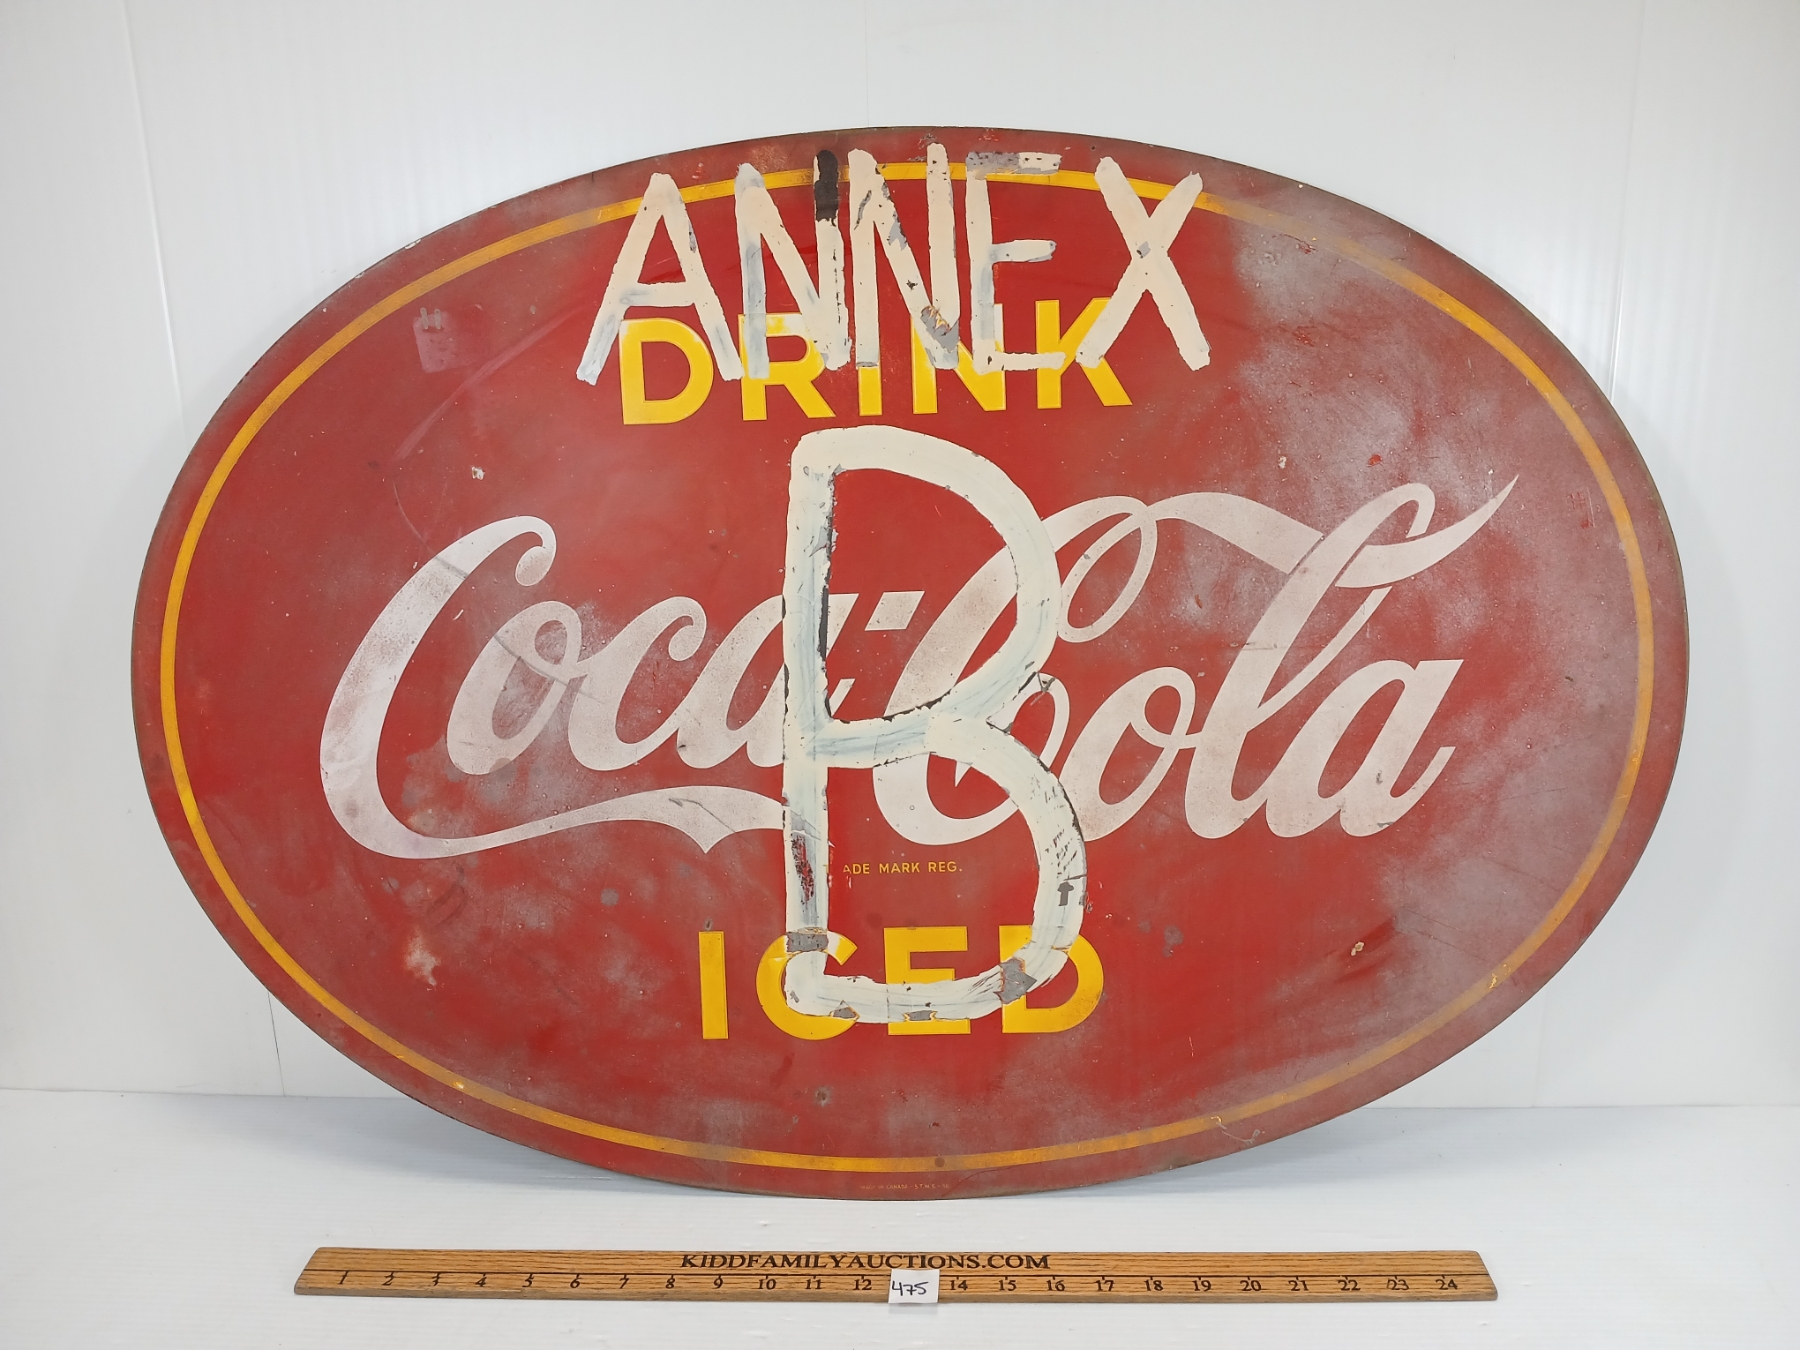 ANNEX
DRINK
B
Coca-Cola
ADE MARK REG.
ICED
KIDDFAMILYAUCTIONS.COM
1 2 3 4 5 6 7 8 9 10 11 12 475 14 15 16 17 18 19 20 21 22 23 24